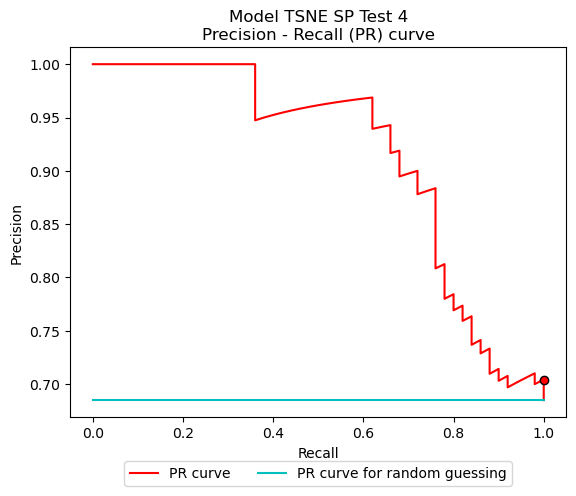 Model TSNE SP Test 4
Precision - Recall (PR) curve
1.00
0.95
0.90
0.85
0.80
0.75
0.70
Precision
0.0 0.2 0.4 0.6 0.8 1.0
Recall
PR curve PR curve for random guessing